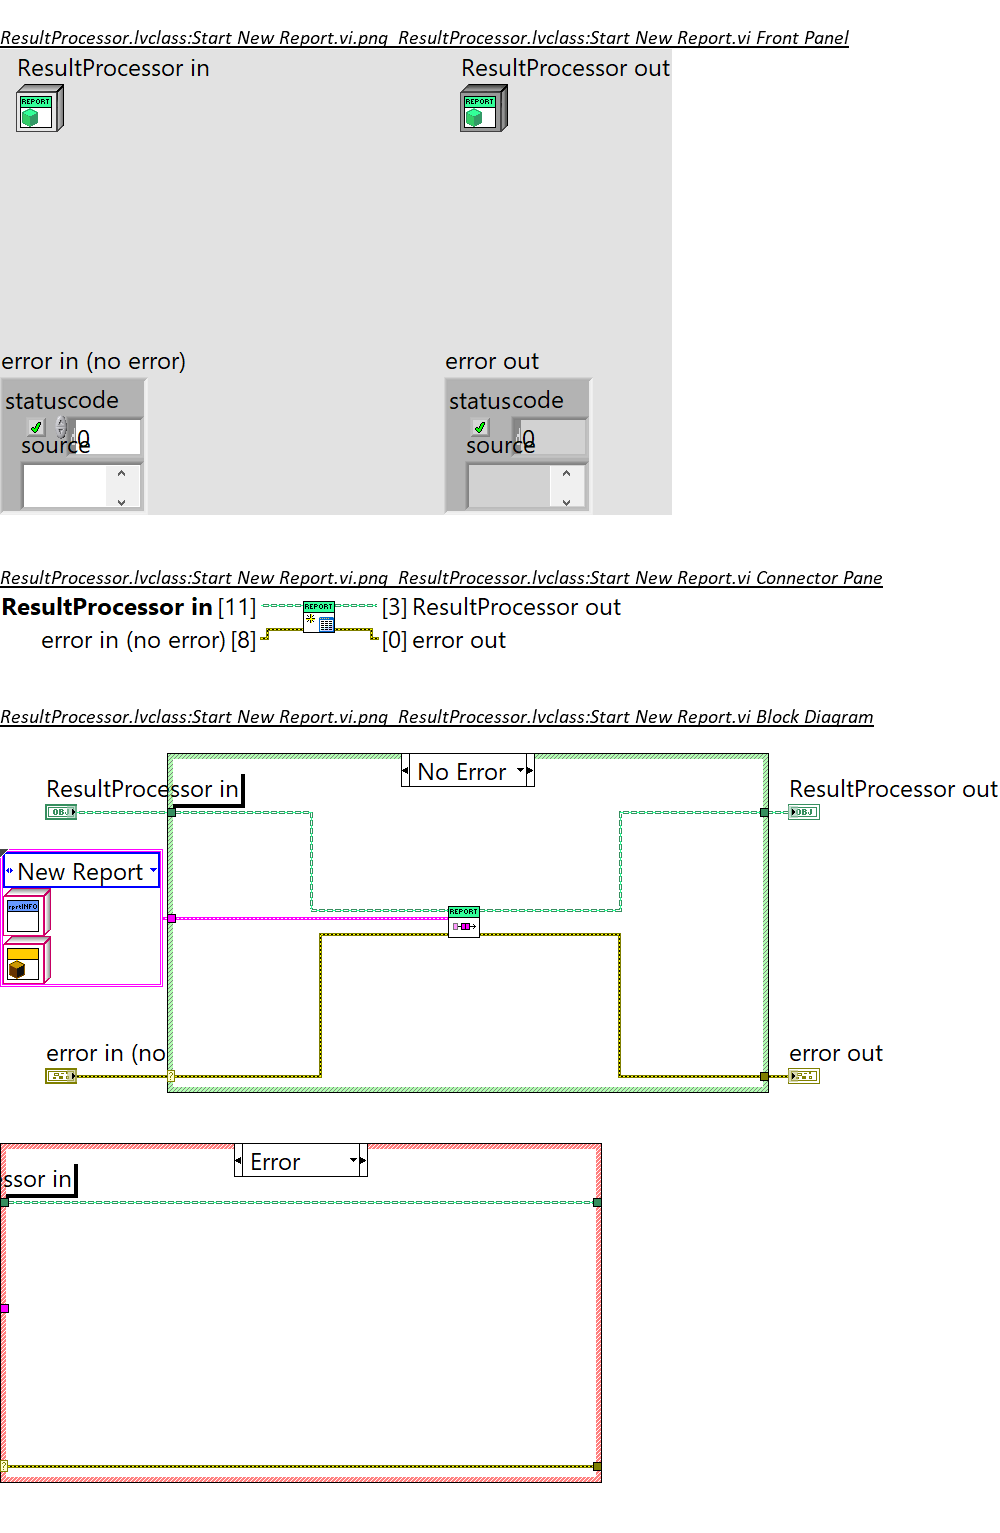 ResultProcessor.lvclass:Start New Report.vi.png ResultProcessor.lvclass:Start New Report.vi Front Panel
ResultProcessor in ResultProcessor out
REPORT REPORT
error in (no error) error out
status code status code
0 0
source source
ResultProcessor.lvclass:Start New Report.vi.png ResultProcessor.lvclass:Start New Report.vi Connector Pane
ResultProcessor in [11] REPORT [3] ResultProcessor out
error in (no error) [8] [0] error out
ResultProcessor.lvclass:Start New Report.vi.png ResultProcessor.lvclass:Start New Report.vi Block Diagram
No Error
ResultProcessor in ResultProcessor out
OBJ OBJ
New Report
rprtINFO
REPORT
error in (no error out
?
Error
ssor in
?